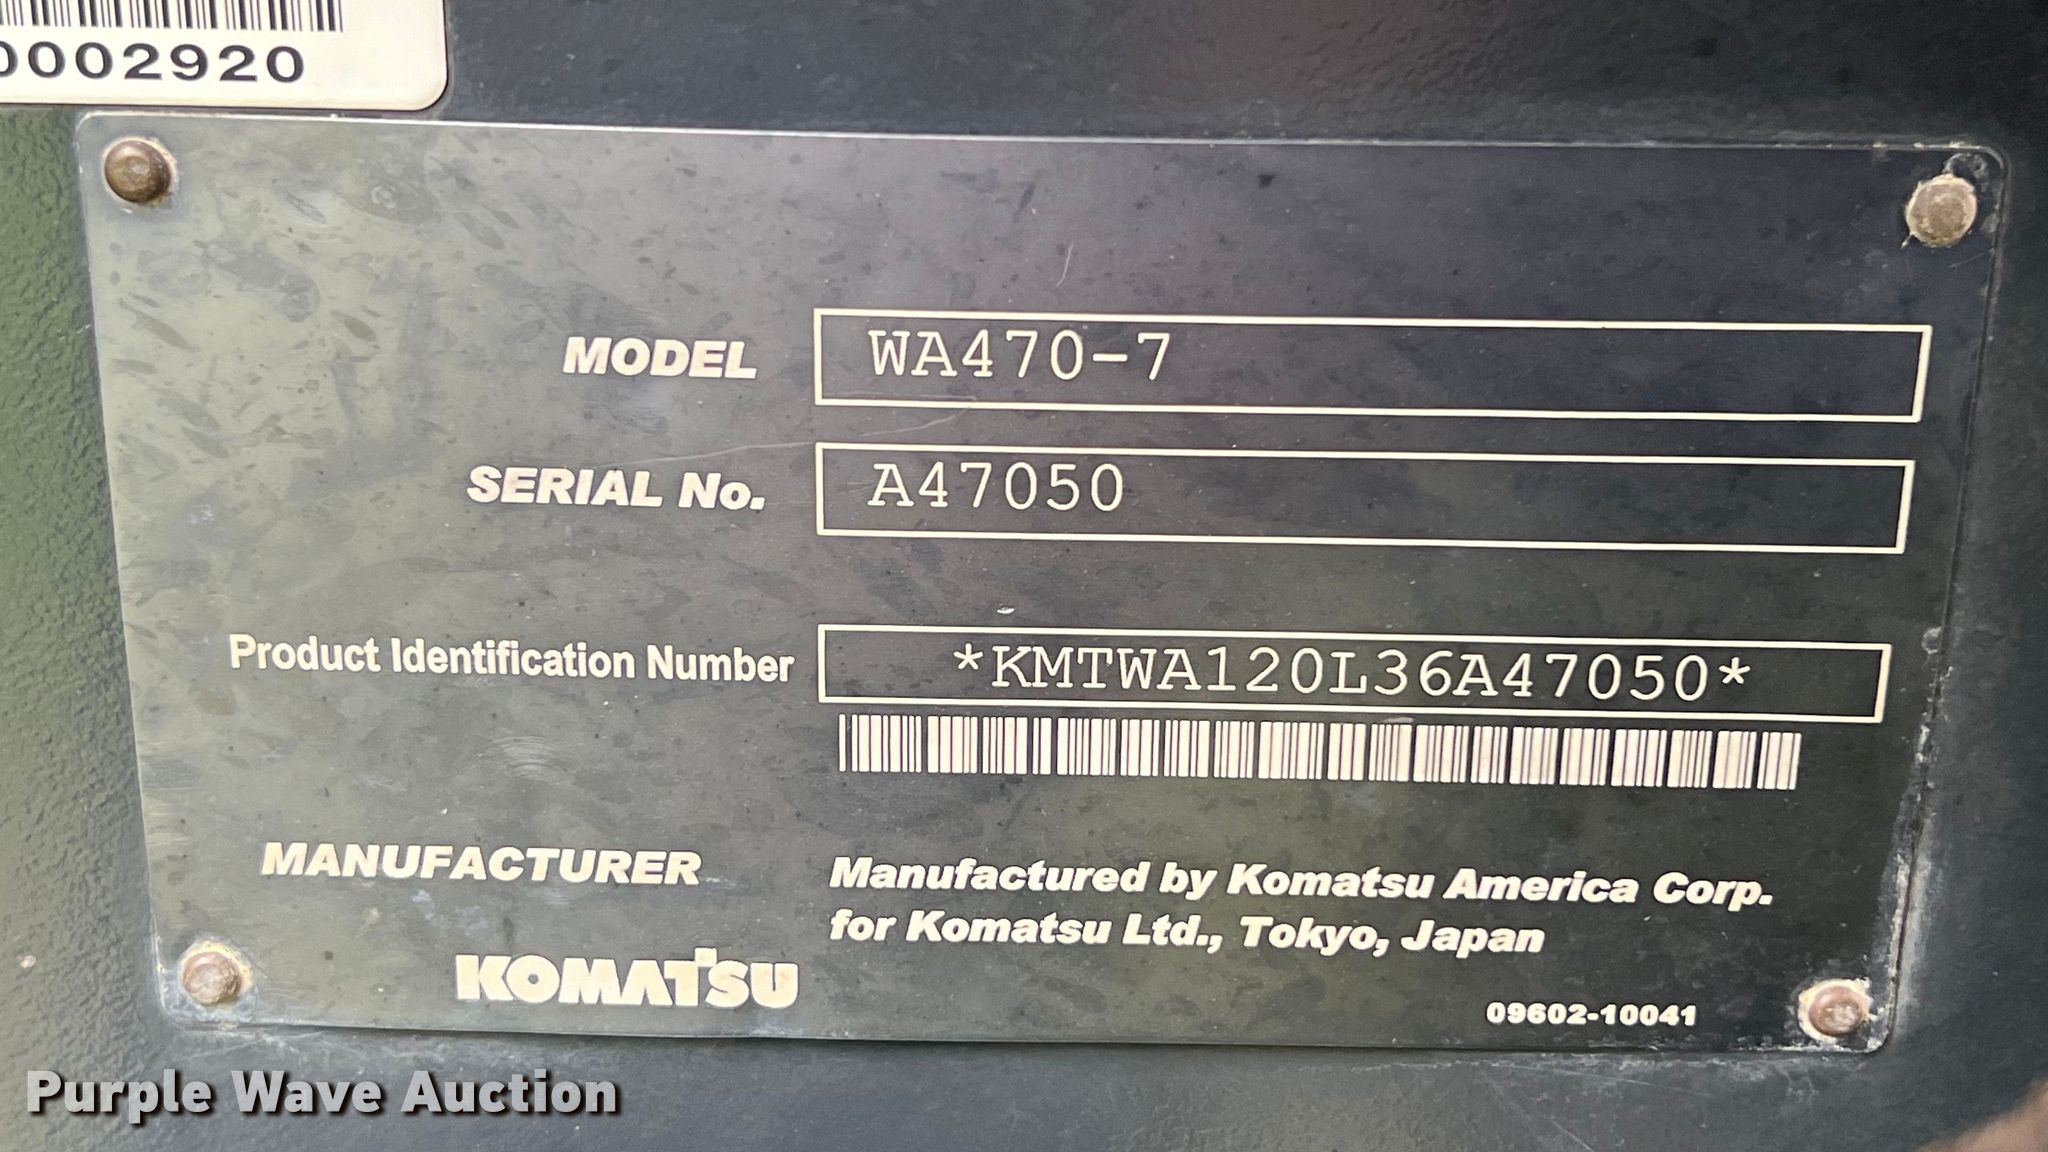 0002920
MODEL WA470-7
SERIAL No. A47050
Product Identification Number *KMTWA120L36A47050*
MANUFACTURER Manufactured by Komatsu America Corp.
for Komatsu Ltd., Tokyo, Japan
KOMATSU
09602-10041
Purple Wave Auction